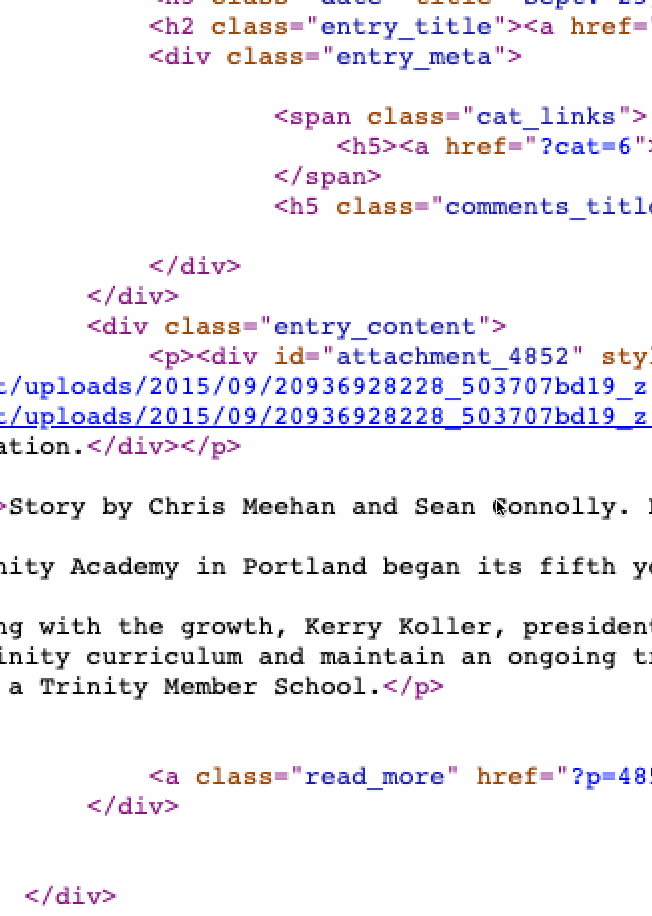 class="date" title="Sept. 2
<h2 class="entry_title"><a href="
<div class="entry_meta">
<span class="cat_links">
<h5><a href="?cat=6"
</span>
<h5 class="comments_title
</div>
</div>
<div class="entry_content">
<p><div id="attachment_4852" styl
t/uploads/2015/09/20936928228_503707bd19_z
t/uploads/2015/09/20936928228_503707bd19_z
ation.</div></p>
>Story by Chris Meehan and Sean Connolly.
nity Academy in Portland began its fifth ye
ng with the growth, Kerry Koller, president
inity curriculum and maintain an ongoing tr
a Trinity Member School.</p>
<a class="read_more" href="?p=485
</div>
</div>